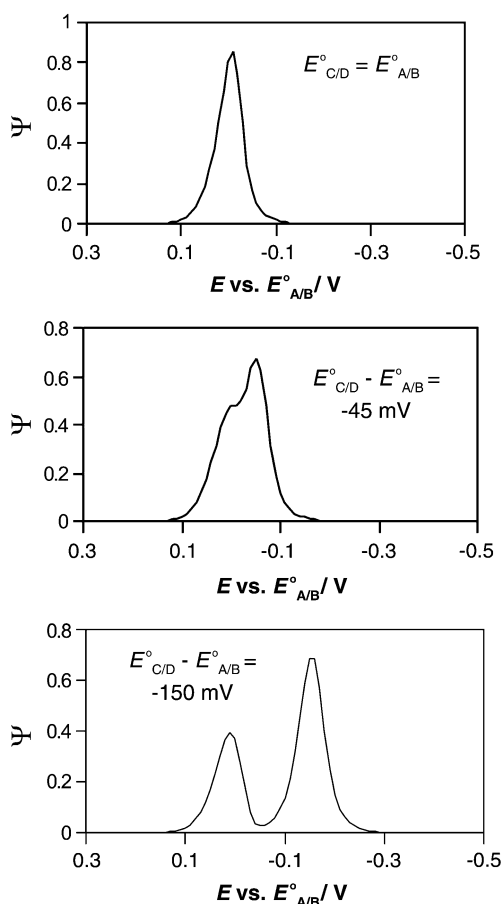 1
0.8
0.6
0.4
0.2
0
Ψ
E°C/D = E°A/B
0.3 0.1 -0.1 -0.3 -0.5
E vs. E°A/B/ V
0.8
0.6
0.4
0.2
0
Ψ
E°C/D - E°A/B =
-45 mV
0.3 0.1 -0.1 -0.3 -0.5
E vs. E°A/B/ V
0.8
0.6
0.4
0.2
0
Ψ
E°C/D - E°A/B =
-150 mV
0.3 0.1 -0.1 -0.3 -0.5
E vs. E°A/B/ V